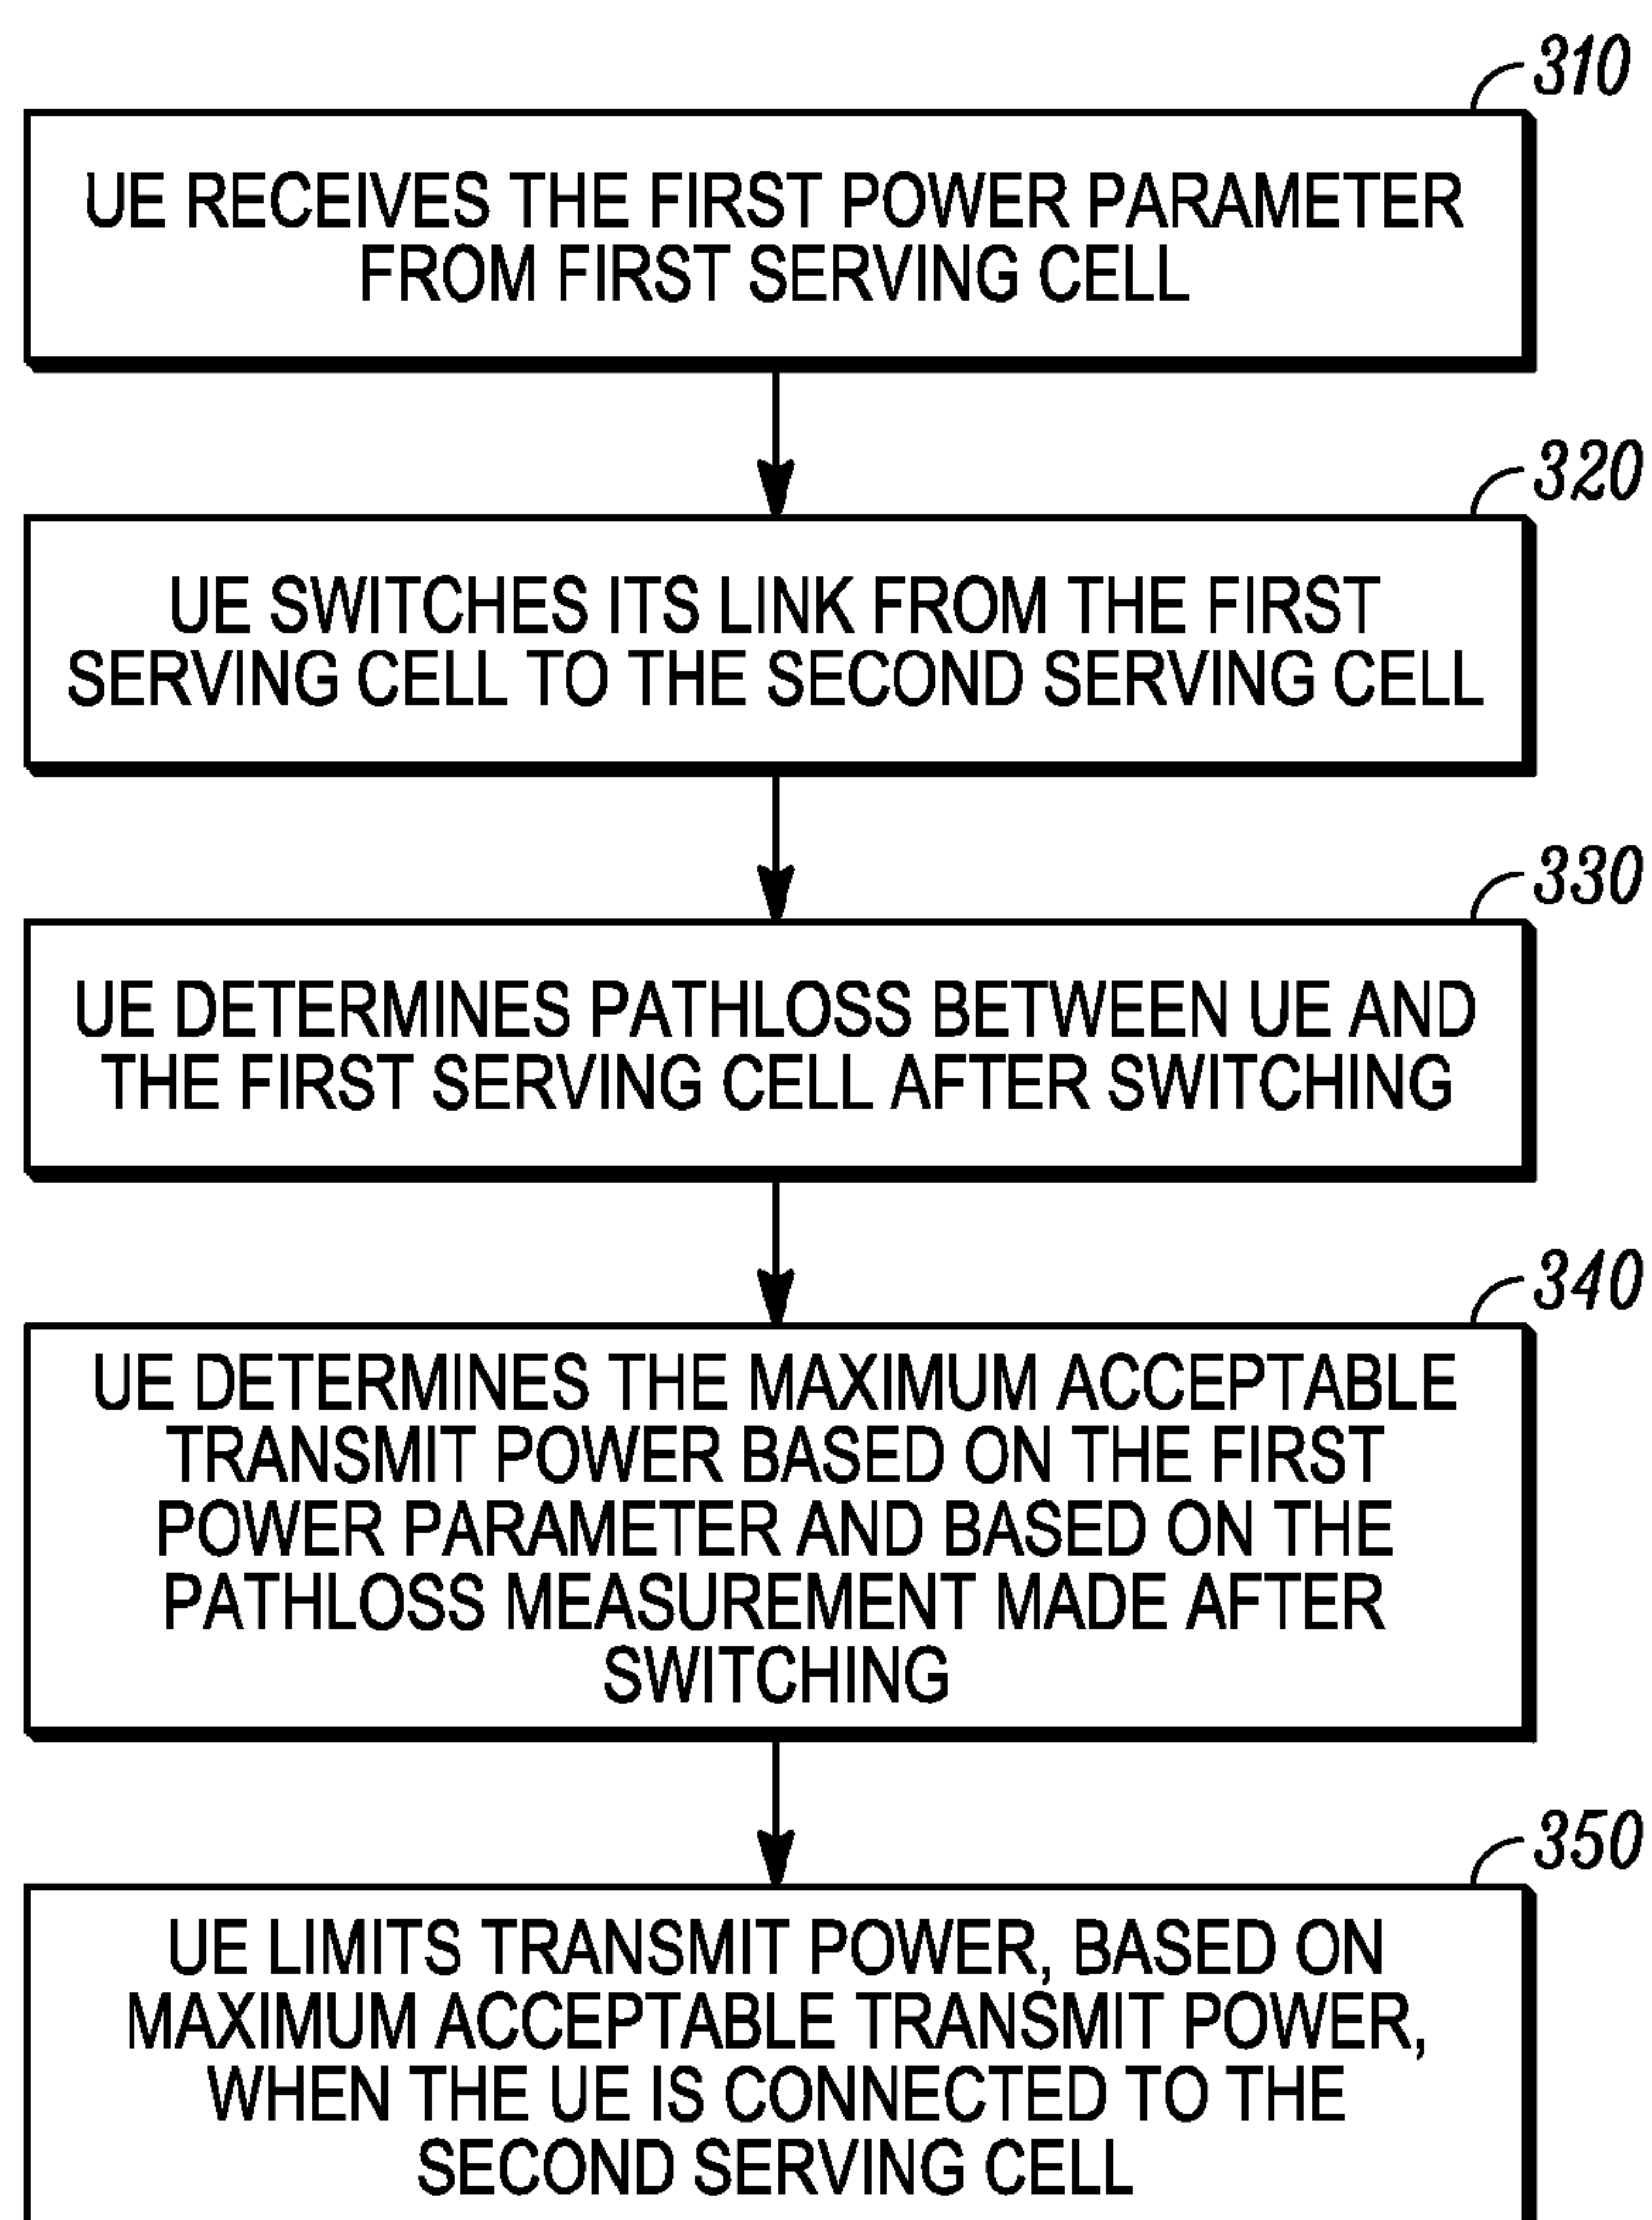 310
UE RECEIVES THE FIRST POWER PARAMETER
FROM FIRST SERVING CELL
320
UE SWITCHES ITS LINK FROM THE FIRST
SERVING CELL TO THE SECOND SERVING CELL
330
UE DETERMINES PATHLOSS BETWEEN UE AND
THE FIRST SERVING CELL AFTER SWITCHING
340
UE DETERMINES THE MAXIMUM ACCEPTABLE
TRANSMIT POWER BASED ON THE FIRST
POWER PARAMETER AND BASED ON THE
PATHLOSS MEASUREMENT MADE AFTER
SWITCHING
350
UE LIMITS TRANSMIT POWER, BASED ON
MAXIMUM ACCEPTABLE TRANSMIT POWER,
WHEN THE UE IS CONNECTED TO THE
SECOND SERVING CELL